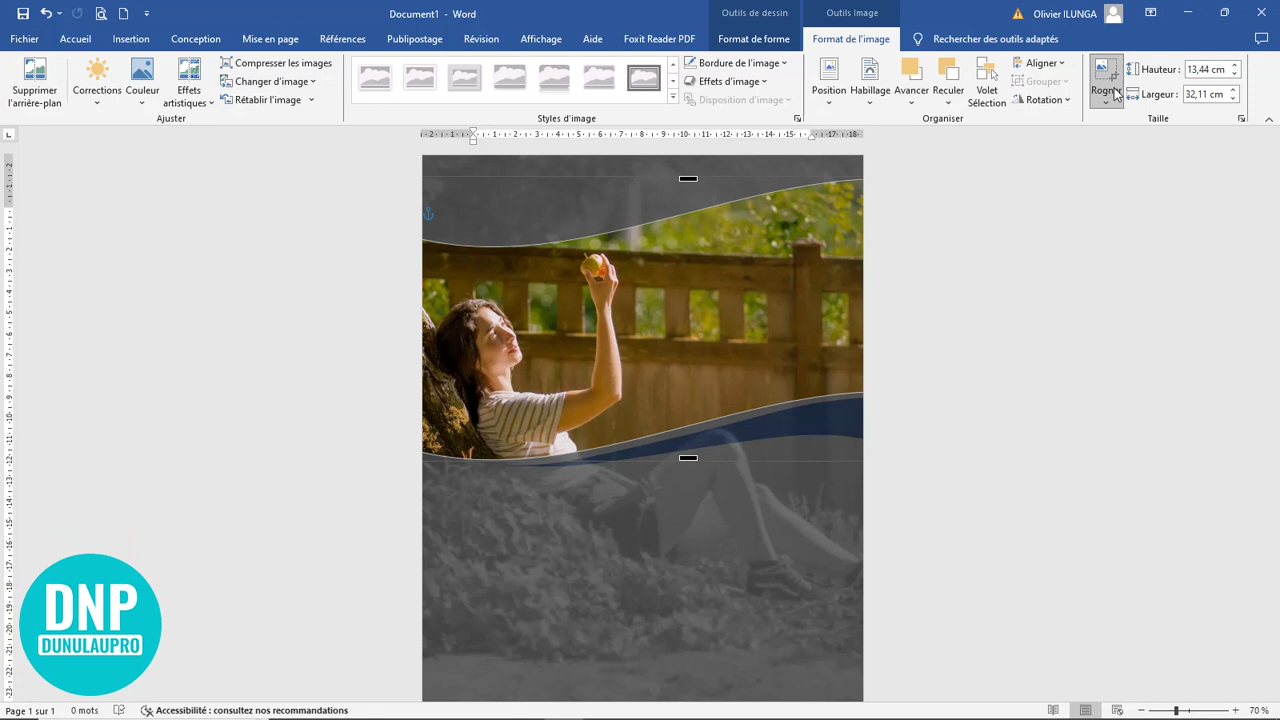 Document1 - Word
Outils de dessin
Outils Image
Olivier ILUNGA
Fichier
Accueil
Insertion
Conception
Mise en page
Références
Publipostage
Révision
Affichage
Aide
Foxit Reader PDF
Format de forme
Format de l'image
Rechercher des outils adaptés
Supprimer
l'arrière-plan
Corrections
Couleur
Effets
artistiques
Compresser les images
Changer d'image
Rétablir l'image
Ajuster
Bordure de l'image
Effets d'image
Disposition d'image
Styles d'image
Position
Habillage
Avancer
Reculer
Volet
Sélection
Aligner
Grouper
Rotation
Organiser
Hauteur :
13,44 cm
Largeur :
32,11 cm
Taille
DNP
DUNULAUPRO
Page 1 sur 1
0 mots
Accessibilité : consultez nos recommandations
70 %